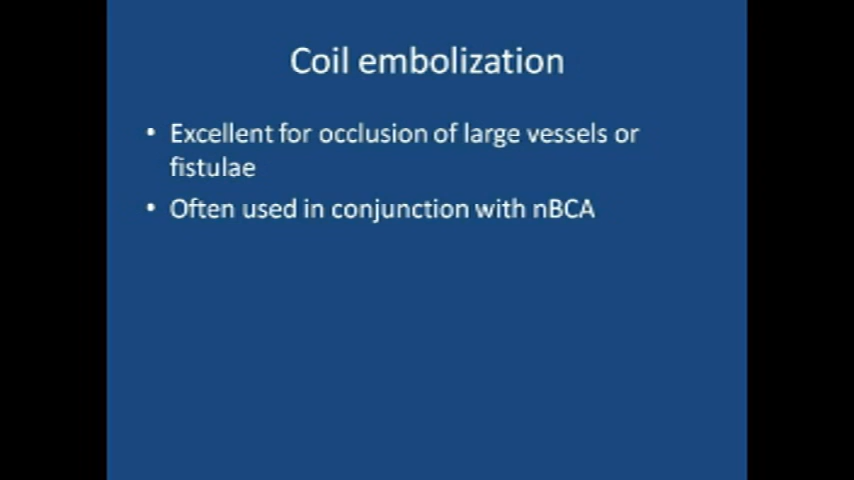 Coil embolization
• Excellent for occlusion of large vessels or
fistulae
• Often used in conjunction with nBCA